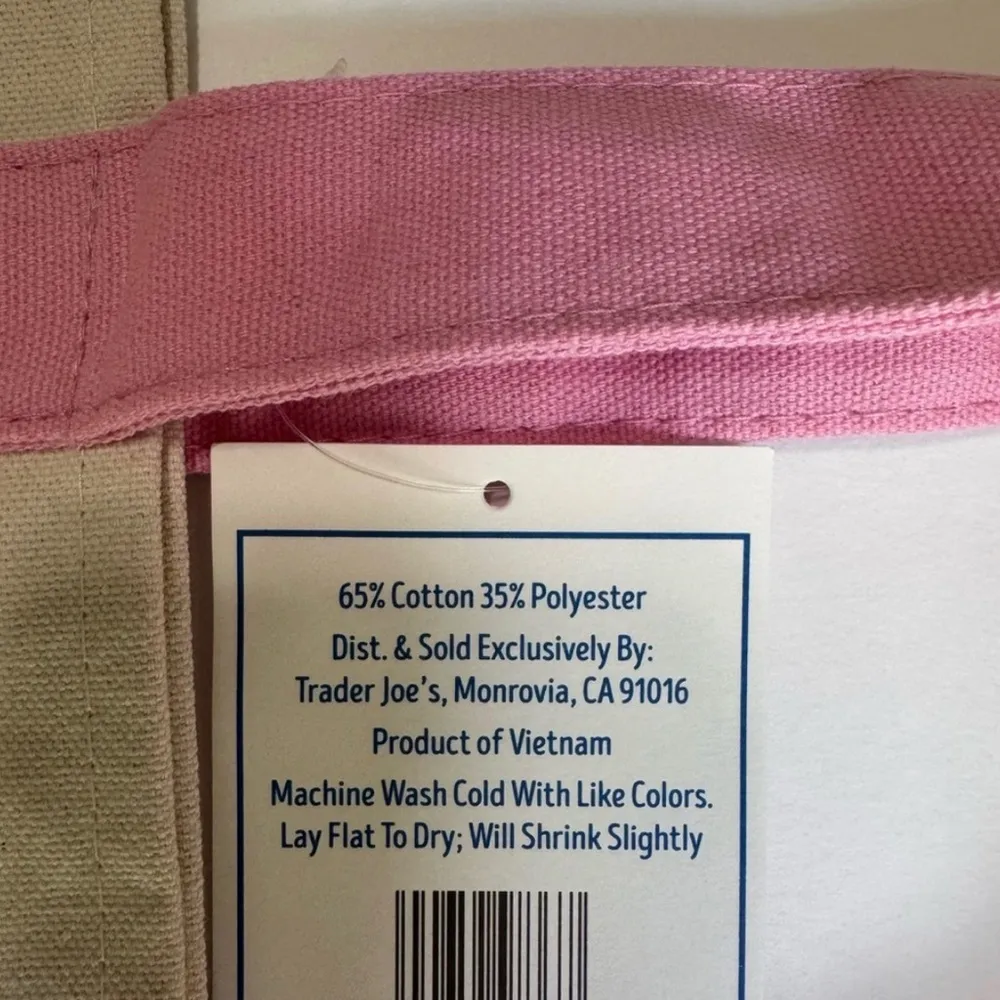 65% Cotton 35% Polyester
Dist. & Sold Exclusively By:
Trader Joe's, Monrovia, CA 91016
Product of Vietnam
Machine Wash Cold With Like Colors.
Lay Flat To Dry; Will Shrink Slightly